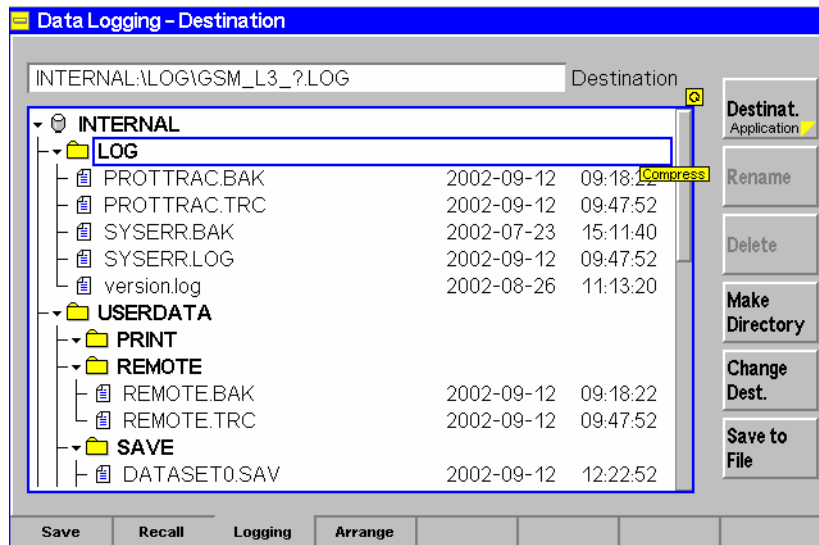 Data Logging – Destination
INTERNAL:\LOG\GSM_L3_?.LOG Destination
INTERNAL
LOG
Compress
PROTTRAC.BAK 2002-09-12 09:18:22
PROTTRAC.TRC 2002-09-12 09:47:52
SYSERR.BAK 2002-07-23 15:11:40
SYSERR.LOG 2002-09-12 09:47:52
version.log 2002-08-26 11:13:20
USERDATA
PRINT
REMOTE
REMOTE.BAK 2002-09-12 09:18:22
REMOTE.TRC 2002-09-12 09:47:52
SAVE
DATASET0.SAV 2002-09-12 12:22:52
Destinat.
Application
Rename
Delete
Make
Directory
Change
Dest.
Save to
File
Save Recall Logging Arrange